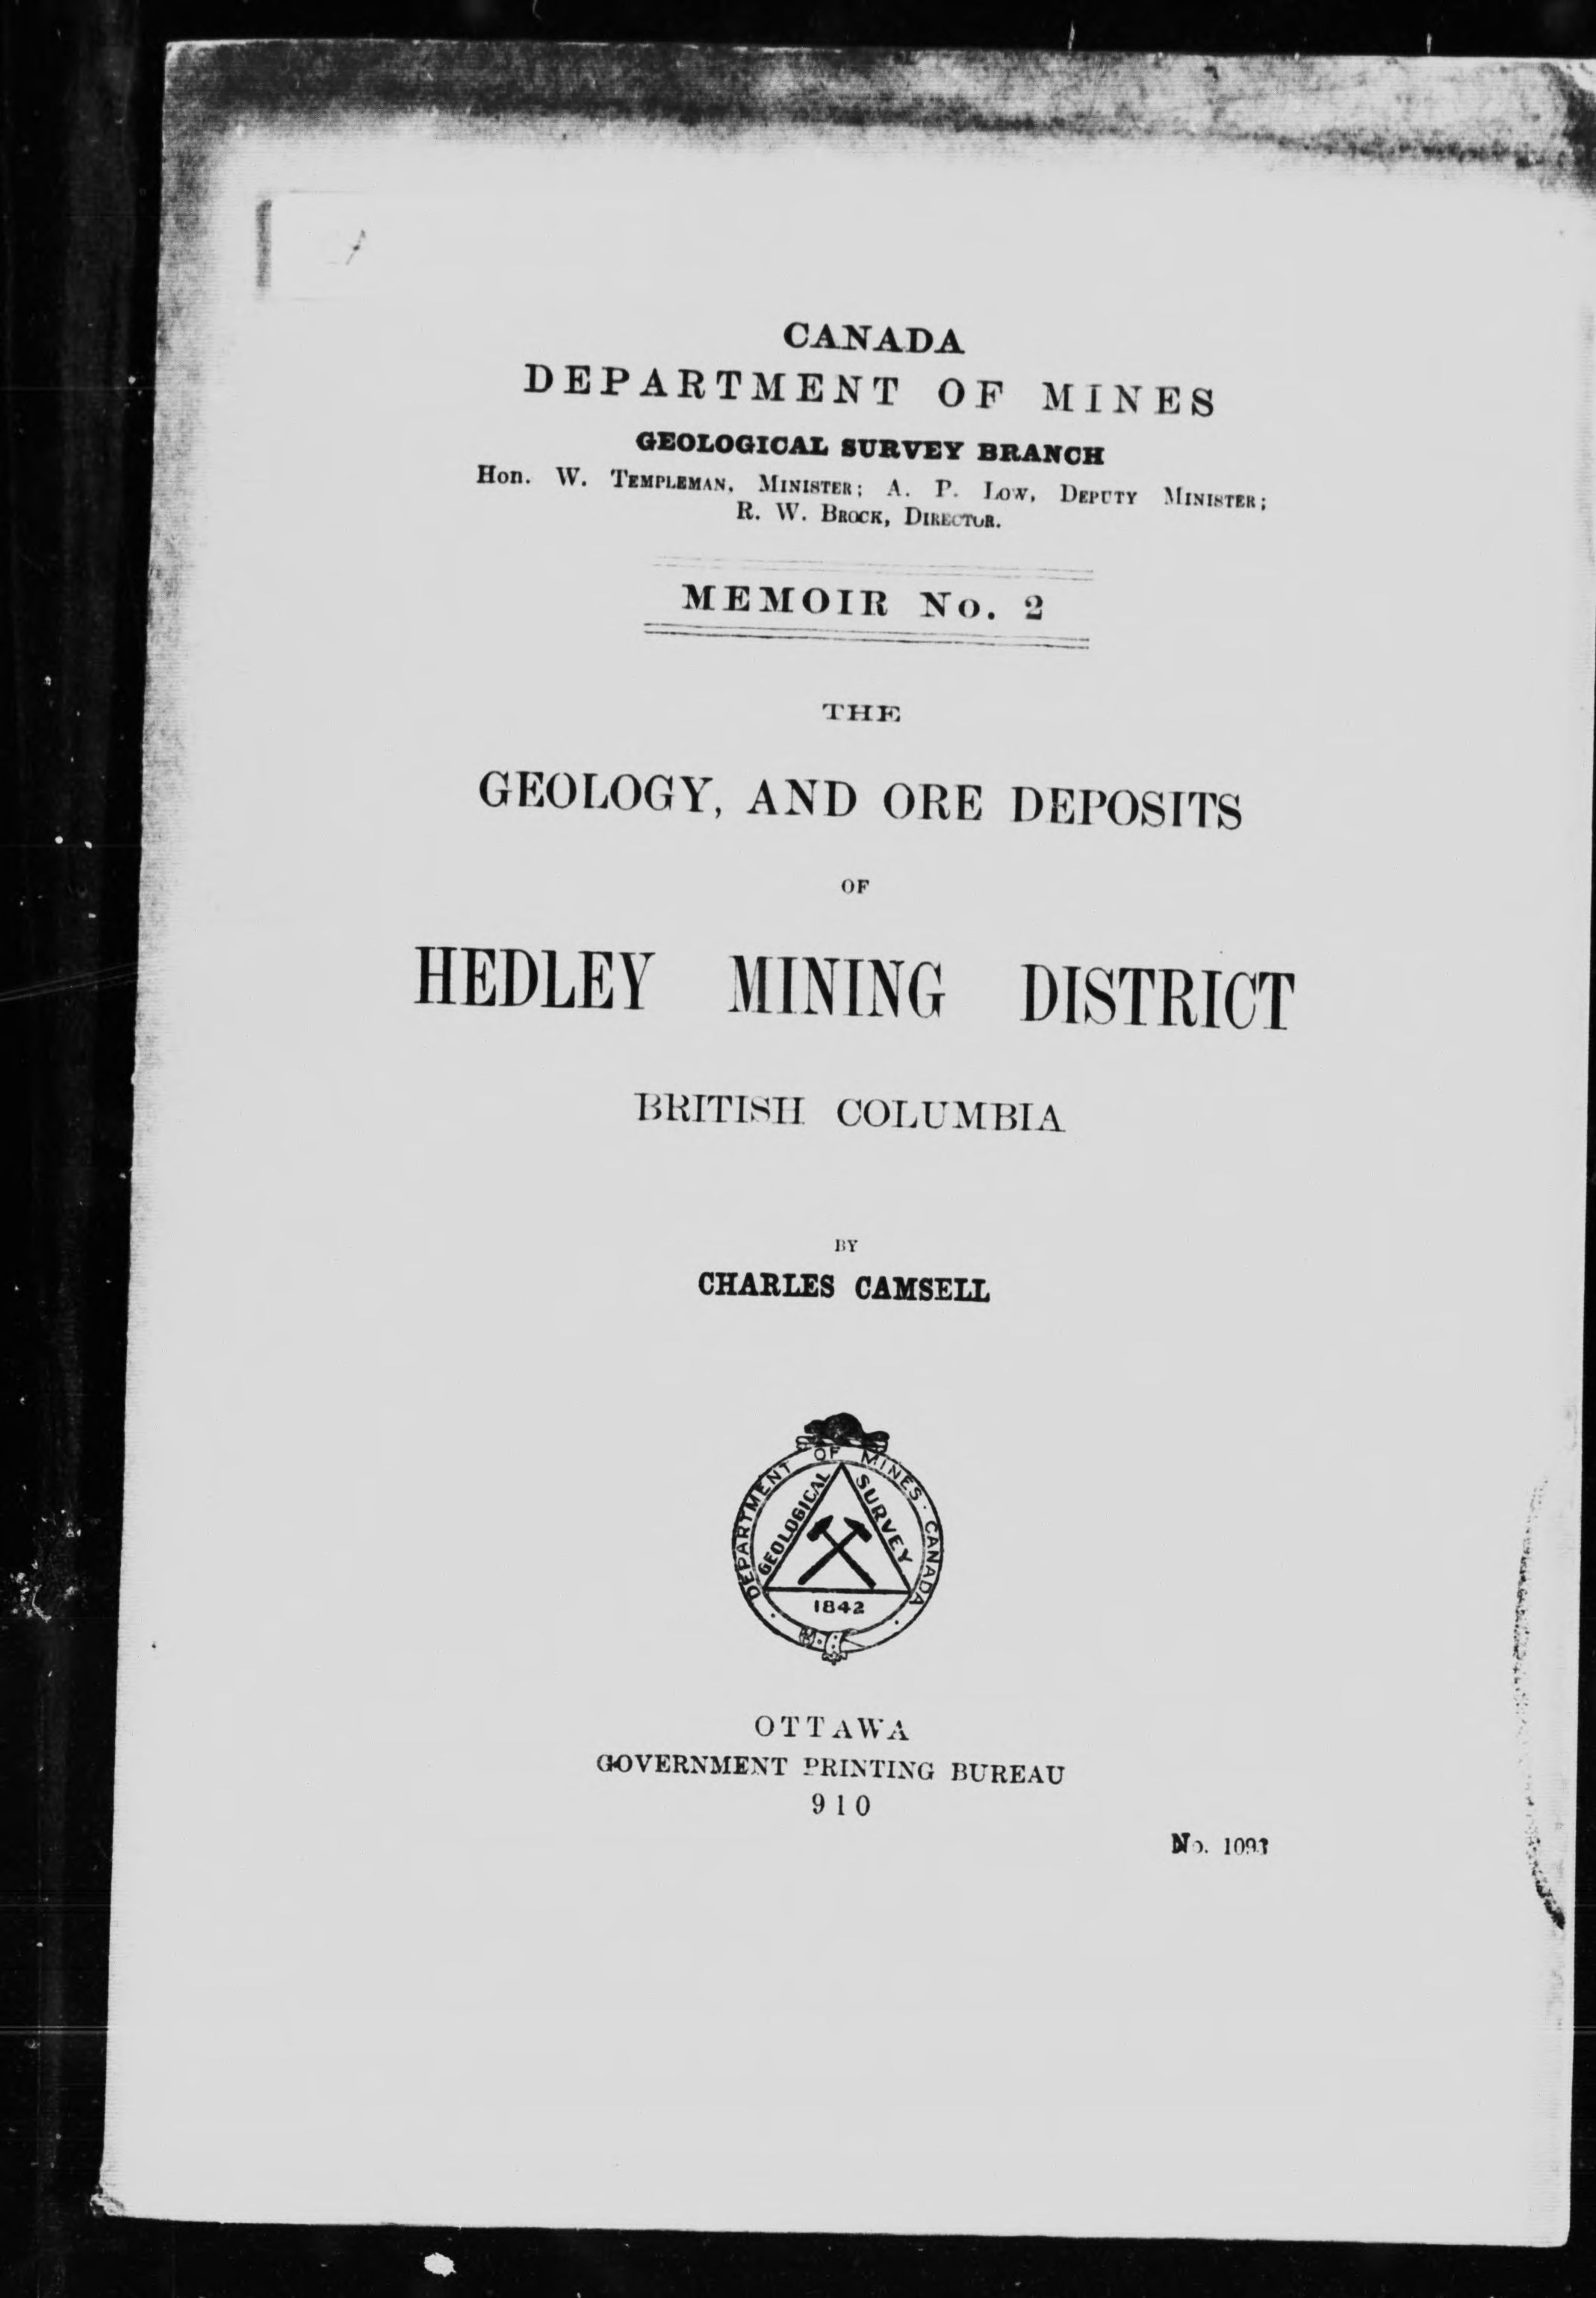 CANADA
DEPARTMENT OF MINES
GEOLOGICAL SURVEY BRANCH
Hon. W. Templeman, Minister; A. P. Low, Deputy Minister;
R. W. Brock, Director.
MEMOIR No. 2
THE
GEOLOGY, AND ORE DEPOSITS
OF
HEDLEY MINING DISTRICT
BRITISH COLUMBIA
BY
CHARLES CAMSELL
DEPARTMENT OF MINES · CANADA
GEOLOGICAL SURVEY
1842
OTTAWA
GOVERNMENT PRINTING BUREAU
910
No. 1093